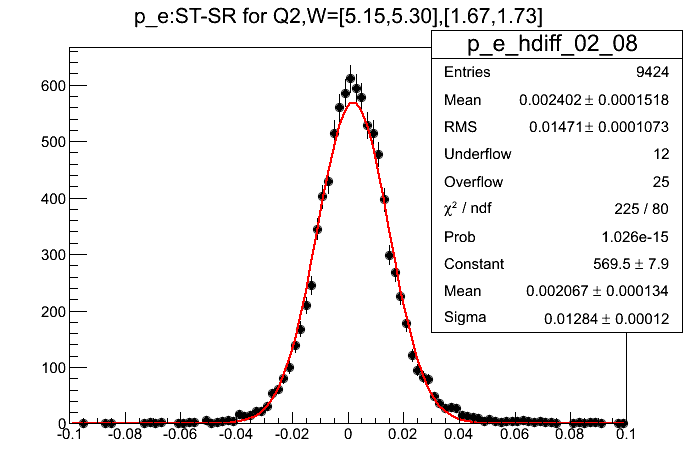 p_e:ST-SR for Q2,W=[5.15,5.30],[1.67,1.73]
p_e_hdiff_02_08
Entries 9424
Mean 0.002402 ± 0.0001518
RMS 0.01471 ± 0.0001073
Underflow 12
Overflow 25
χ² / ndf 225 / 80
Prob 1.026e-15
Constant 569.5 ± 7.9
Mean 0.002067 ± 0.000134
Sigma 0.01284 ± 0.00012
600
500
400
300
200
100
0
-0.1 -0.08 -0.06 -0.04 -0.02 0 0.02 0.04 0.06 0.08 0.1